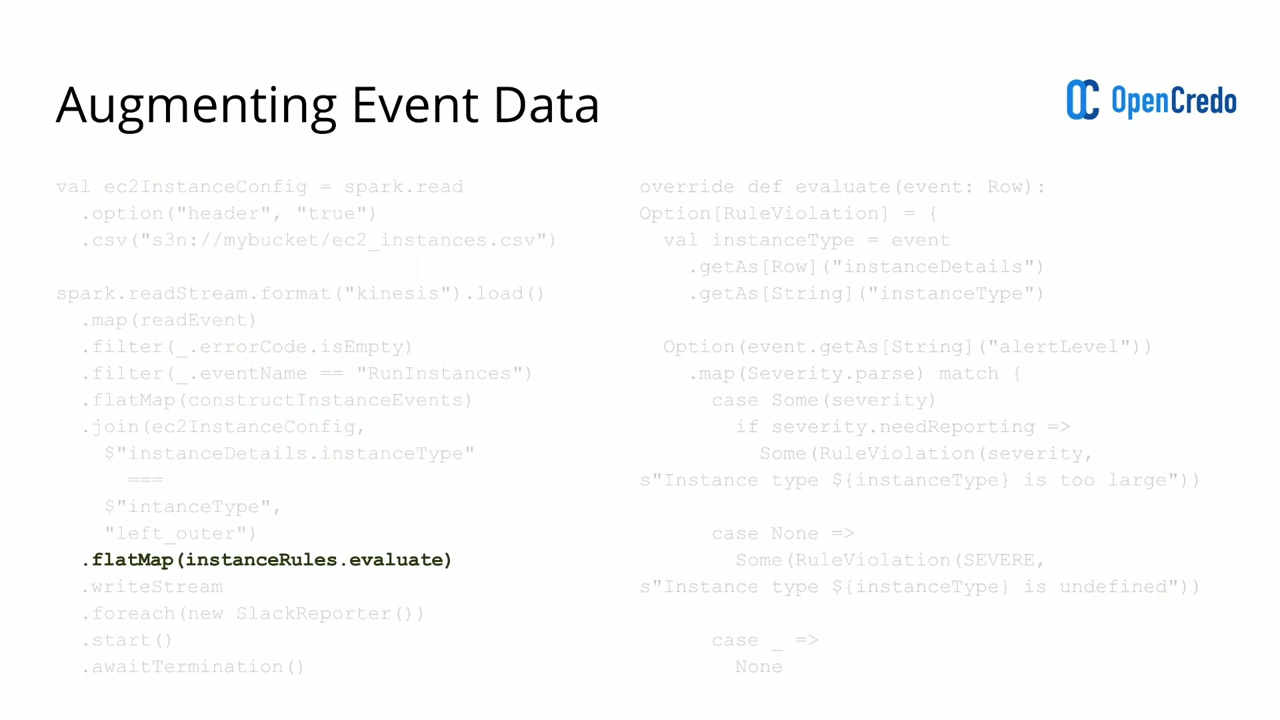 Augmenting Event Data
OpenCredo
val ec2InstanceConfig = spark.read
.option("header", "true")
.csv("s3n://mybucket/ec2_instances.csv")
spark.readStream.format("kinesis").load()
.map(readEvent)
.filter(_.errorCode.isEmpty)
.filter(_.eventName == "RunInstances")
.flatMap(constructInstanceEvents)
.join(ec2InstanceConfig,
$"instanceDetails.instanceType"
===
$"intanceType",
"left_outer")
.flatMap(instanceRules.evaluate)
.writeStream
.foreach(new SlackReporter())
.start()
.awaitTermination()
override def evaluate(event: Row):
Option[RuleViolation] = {
val instanceType = event
.getAs[Row]("instanceDetails")
.getAs[String]("instanceType")
Option(event.getAs[String]("alertLevel"))
.map(Severity.parse) match {
case Some(severity)
if severity.needReporting =>
Some(RuleViolation(severity,
s"Instance type ${instanceType} is too large"))
case None =>
Some(RuleViolation(SEVERE,
s"Instance type ${instanceType} is undefined"))
case _ =>
None